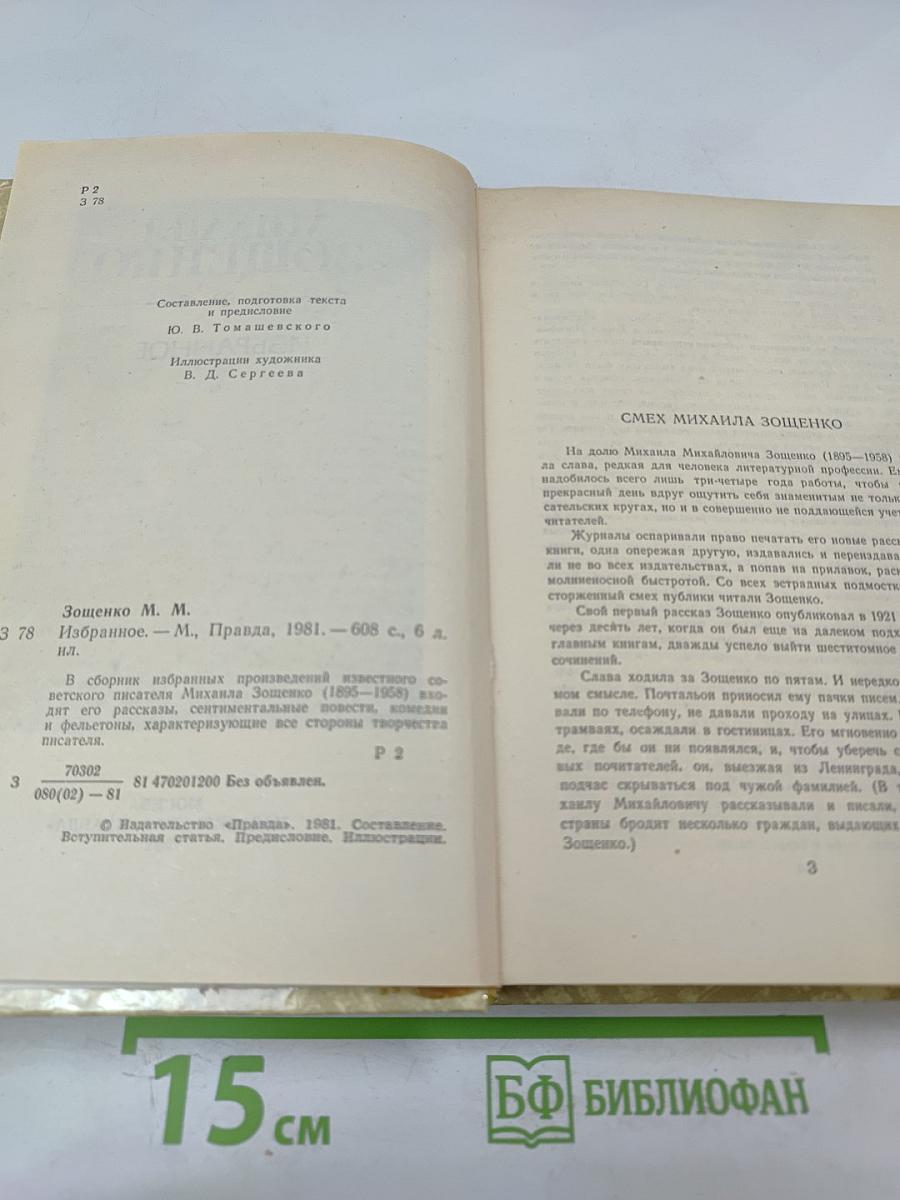 Р 2
З 78
Составление, подготовка текста
и предисловие
Ю. В. Томашевского
Иллюстрации художника
В. Д. Сергеева
Зощенко М. М.
З 78 Избранное. — М., Правда, 1981. — 608 с., 6 л.
ил.
В сборник избранных произведений известного со-
ветского писателя Михаила Зощенко (1895—1958) вхо-
дят его рассказы, сентиментальные повести, комедии
и фельетоны, характеризующие все стороны творчества
писателя.
Р 2
З 70302
080(02) — 81 81 470201200 Без объявлен.
© Издательство «Правда». 1981. Составление.
Вступительная статья. Предисловие. Иллюстрации.
СМЕХ МИХАИЛА ЗОЩЕНКО
На долю Михаила Михайловича Зощенко (1895—1958)
ла слава, редкая для человека литературной профессии.
надобилось всего лишь три-четыре года работы, чтобы
прекрасный день вдруг ощутить себя знаменитым не тольк
сательских кругах, но и в совершенно не поддающейся учет
читателей.
Журналы оспаривали право печатать его новые расск
книги, одна опережая другую, издавались и переиздава
ли не во всех издательствах, а попав на прилавок, раск
молниеносной быстротой. Со всех эстрадных подмостк
сторженный смех публики читали Зощенко.
Свой первый рассказ Зощенко опубликовал в 1921
через десять лет, когда он был еще на далеком подх
главным книгам, дважды успело выйти шеститомное
сочинений.
Слава ходила за Зощенко по пятам. И нередко
мом смысле. Почтальон приносил ему пачки писем,
вали по телефону, не давали проходу на улицах.
трамваях, осаждали в гостиницах. Его мгновенно
де, где бы он ни появлялся, и, чтобы уберечь с
вых почитателей, он, выезжая из Ленинграда,
подчас скрываться под чужой фамилией. (В
хаилу Михайловичу рассказывали и писали,
страны бродит несколько граждан, выдающих
Зощенко.)
3
15 см
БФ БИБЛИОФАН